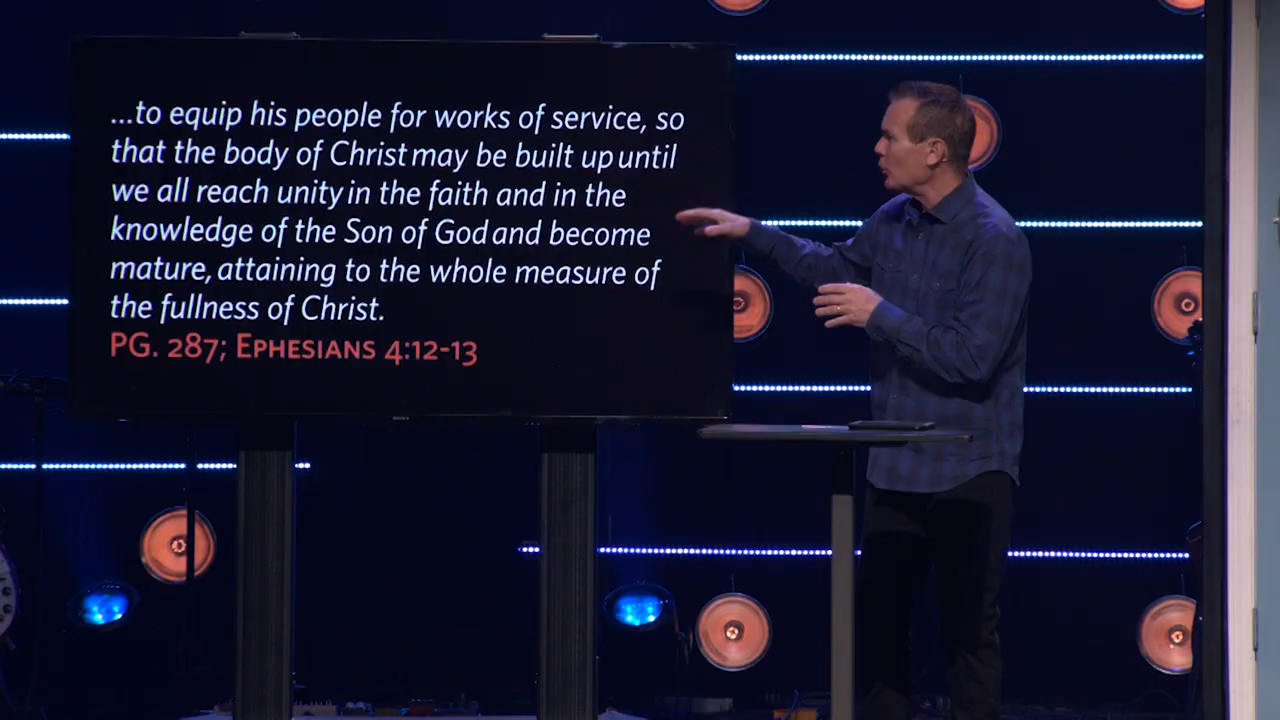 ...to equip his people for works of service, so
that the body of Christ may be built up until
we all reach unity in the faith and in the
knowledge of the Son of God and become
mature, attaining to the whole measure of
the fullness of Christ.
PG. 287; EPHESIANS 4:12-13